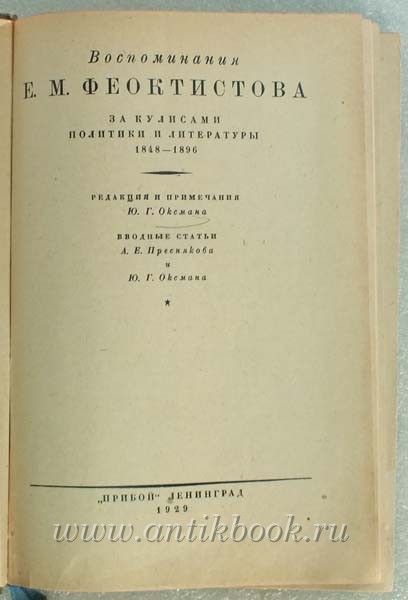 Воспоминания
Е. М. ФЕОКТИСТОВА
ЗА КУЛИСАМИ
ПОЛИТИКИ И ЛИТЕРАТУРЫ
1848—1896
РЕДАКЦИЯ И ПРИМЕЧАНИЯ
Ю. Г. Оксмана
ВВОДНЫЕ СТАТЬИ
А. Е. Преснякова
и
Ю. Г. Оксмана
„ПРИБОЙ" ЛЕНИНГРАД
1929
www.antikbook.ru